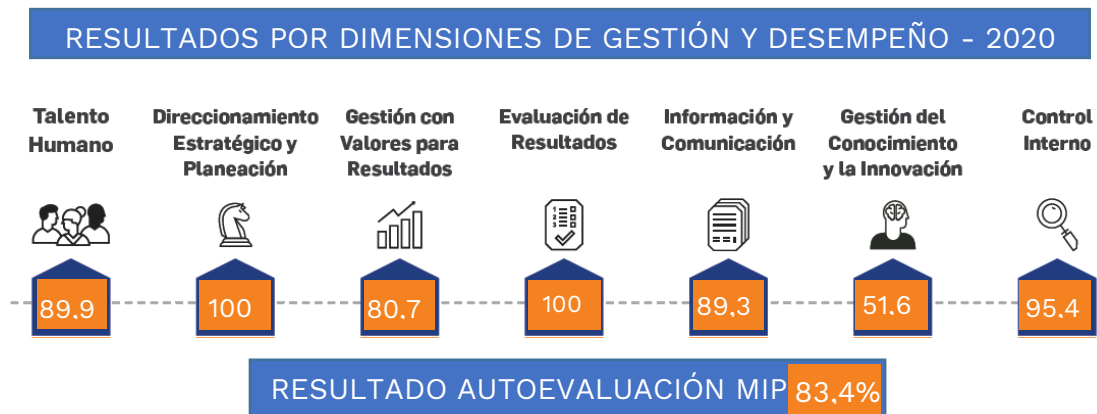 RESULTADOS POR DIMENSIONES DE GESTIÓN Y DESEMPEÑO - 2020
Talento
Humano
Direccionamiento
Estratégico y
Planeación
Gestión con
Valores para
Resultados
Evaluación de
Resultados
Información y
Comunicación
Gestión del
Conocimiento
y la Innovación
Control
Interno
89.9
100
80.7
100
89,3
51.6
95.4
RESULTADO AUTOEVALUACIÓN MIP 83,4%